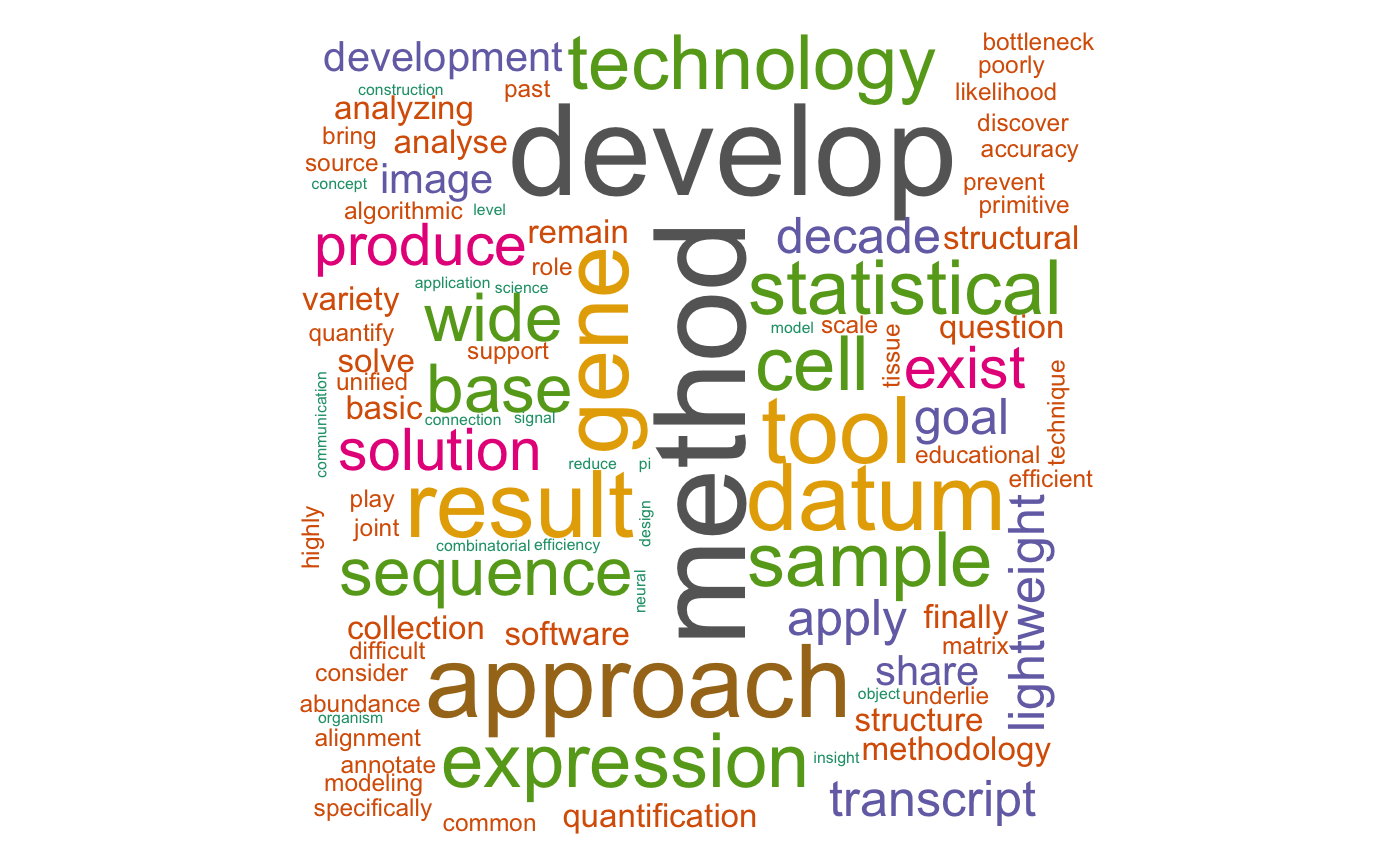 development
technology
bottleneck
poorly
construction
past
likelihood
analyzing
develop
discover
bring
analyse
accuracy
source
image
prevent
concept
primitive
algorithmic
level
produce
remain
decade
structural
role
gene
method
statistical
application
science
variety
wide
quantify
model
scale
question
support
cell
tissue
exist
solve
unified
base
technique
basic
communication
connection
signal
tool
goal
solution
educational
reduce
pi
efficient
result
datum
play
joint
highly
design
lightweight
combinatorial
efficiency
sequence
sample
neural
apply
finally
collection
software
matrix
difficult
consider
approach
share
abundance
object
underlie
organism
structure
alignment
expression
insight
methodology
annotate
modeling
transcript
specifically
common
quantification